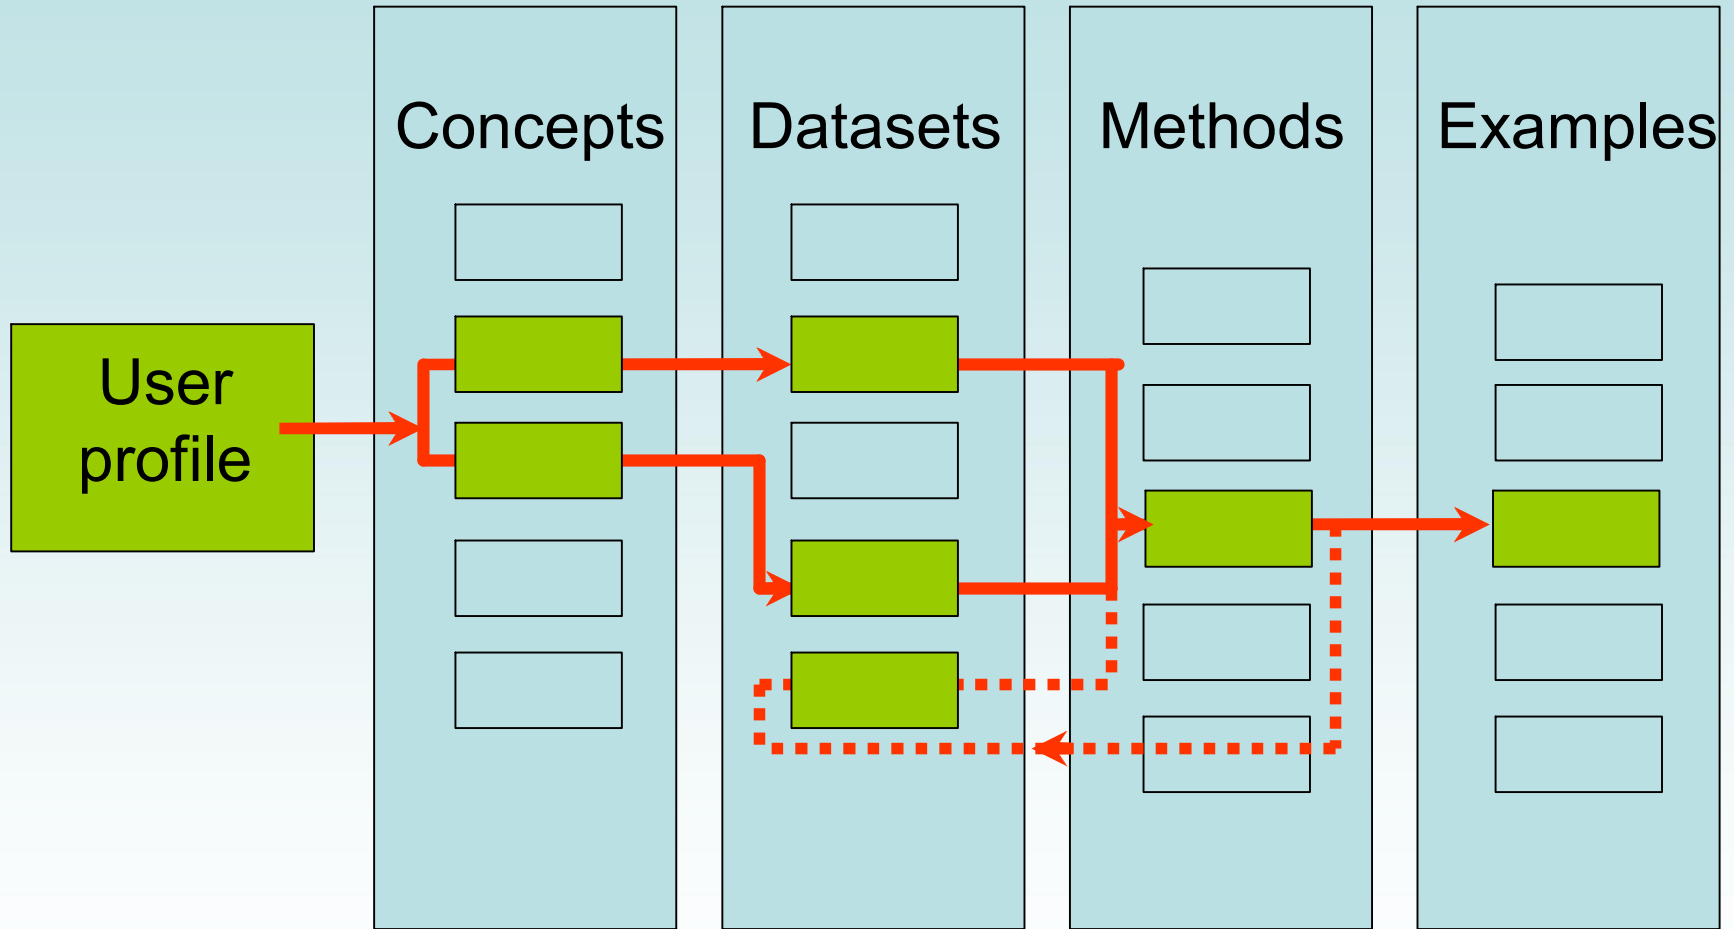 Concepts
Datasets
Methods
Examples
User
profile